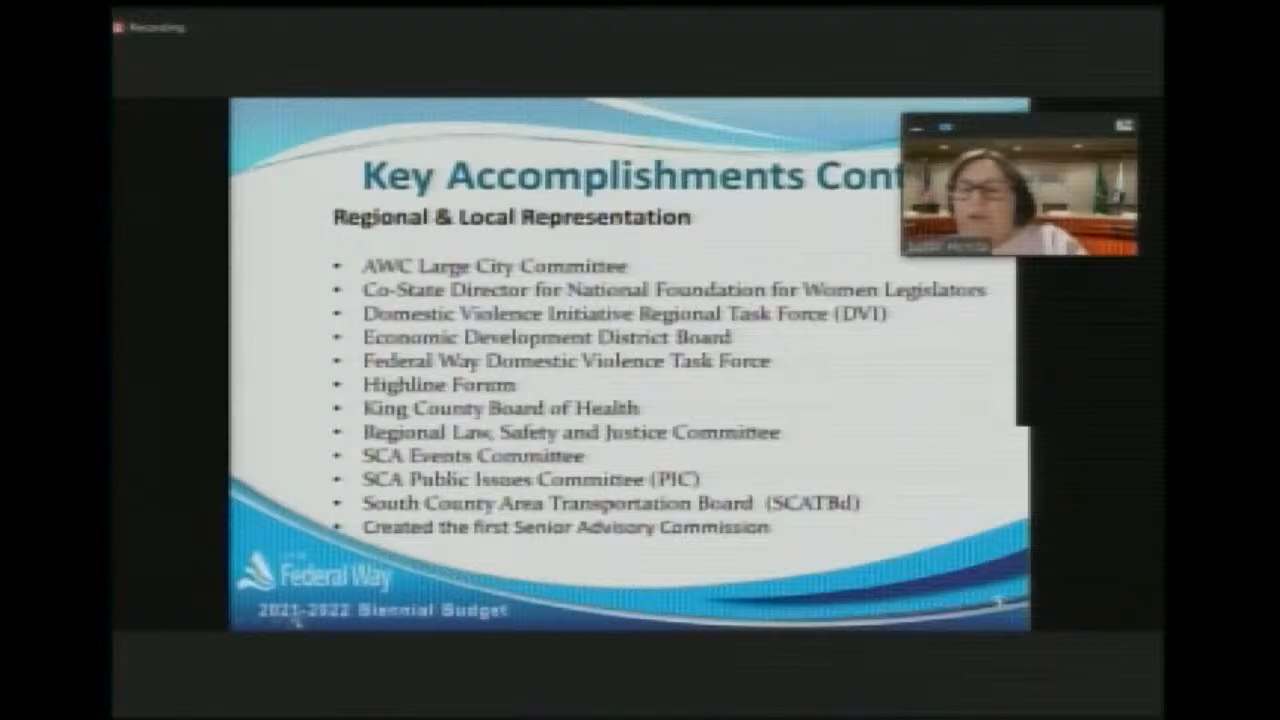 Recording
Key Accomplishments Cont
Regional & Local Representation
• AWC Large City Committee
• Co-State Director for National Foundation for Women Legislators
• Domestic Violence Initiative Regional Task Force (DVI)
• Economic Development District Board
• Federal Way Domestic Violence Task Force
• Highline Forum
• King County Board of Health
• Regional Law, Safety and Justice Committee
• SCA Events Committee
• SCA Public Issues Committee (PIC)
• South County Area Transportation Board (SCATBd)
• Created the first Senior Advisory Commission
Federal Way
2021-2022 Biennial Budget